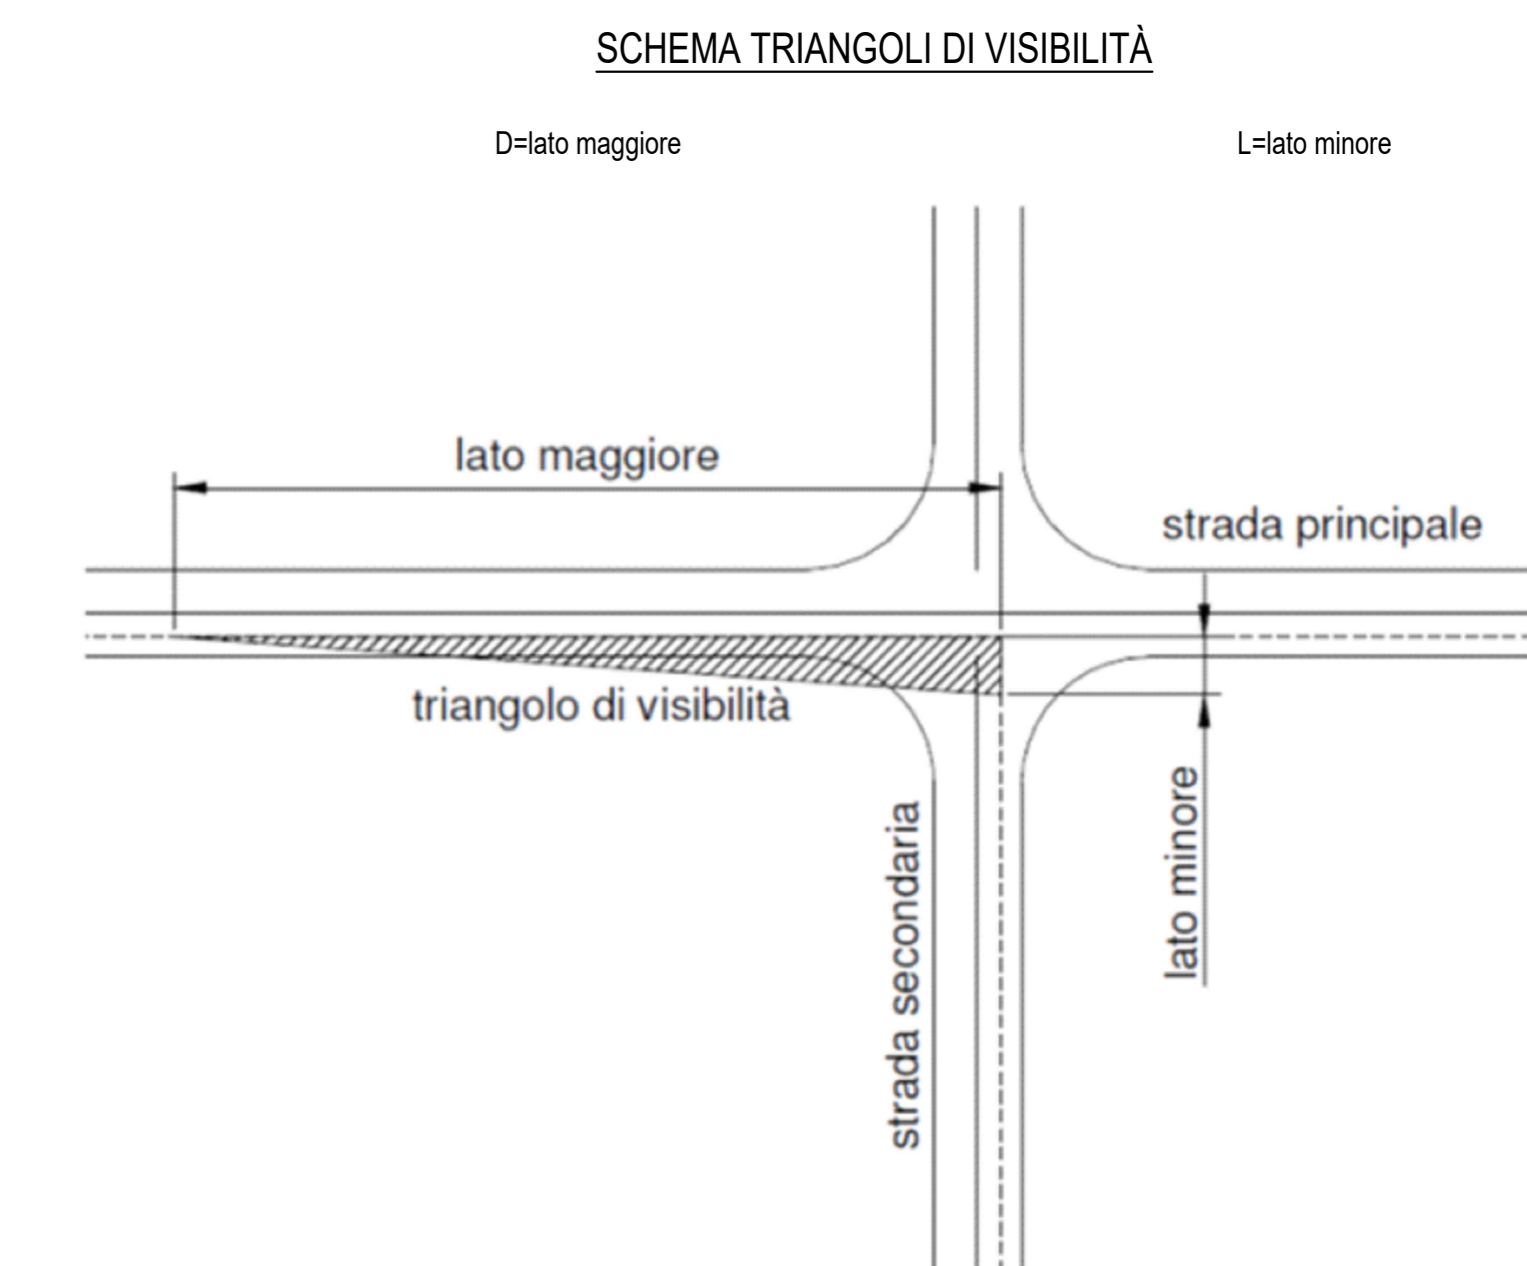 SCHEMA TRIANGOLI DI VISIBILITÀ
D=lato maggiore
L=lato minore
lato maggiore
strada principale
triangolo di visibilità
lato minore
strada secondaria